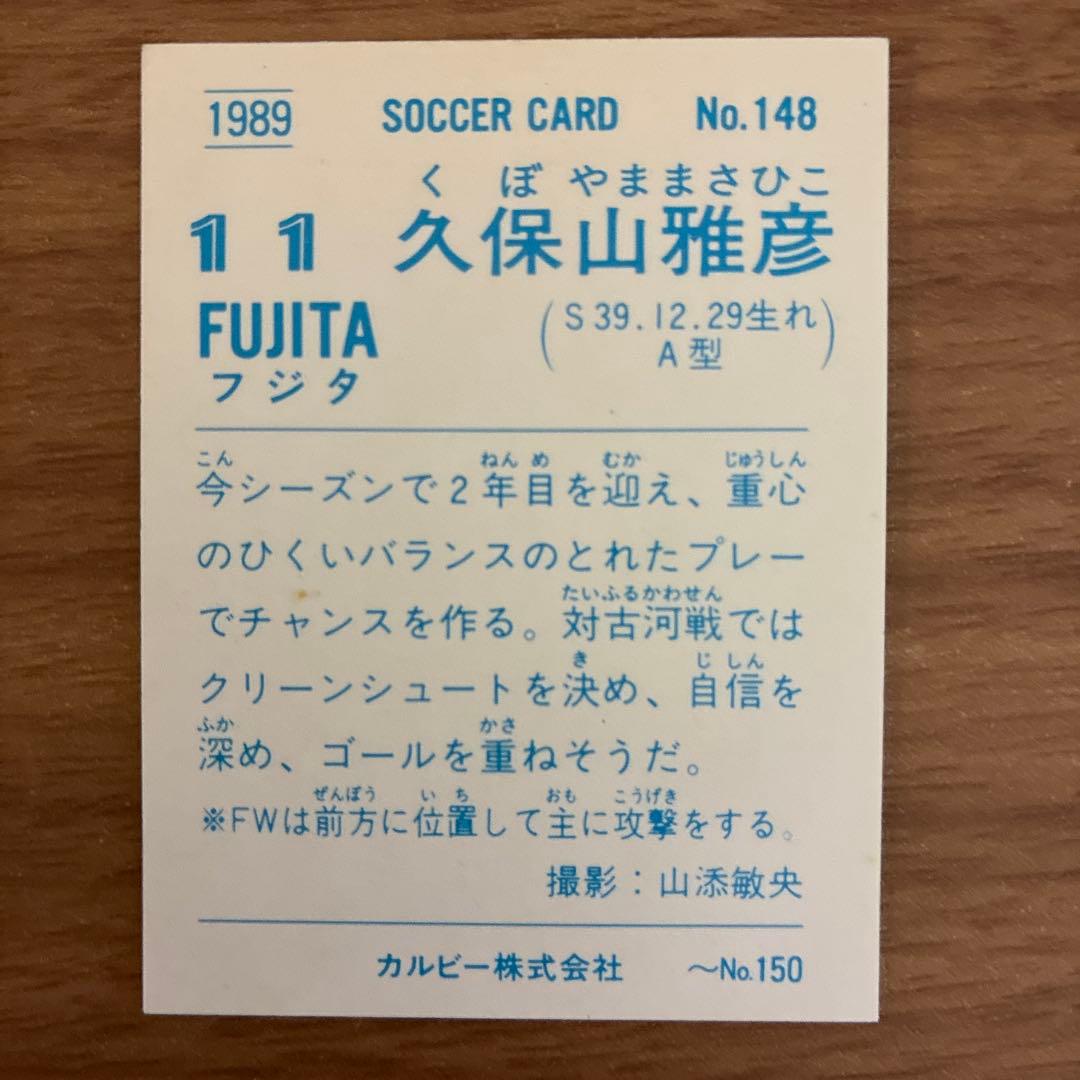 1989 SOCCER CARD No.148
くぼやままさひこ
11 久保山雅彦
FUJITA (S39.12.29生れ
フジタ A型)
こん ねんめ むか じゅうしん
今シーズンで2年目を迎え、重心
のひくいバランスのとれたプレー
たいふるかわせん
でチャンスを作る。対古河戦では
き じしん
クリーンシュートを決め、自信を
ふか かさ
深め、ゴールを重ねそうだ。
ぜんぽう いち おも こうげき
※FWは前方に位置して主に攻撃をする。
撮影:山添敏央
カルビー株式会社 〜No.150